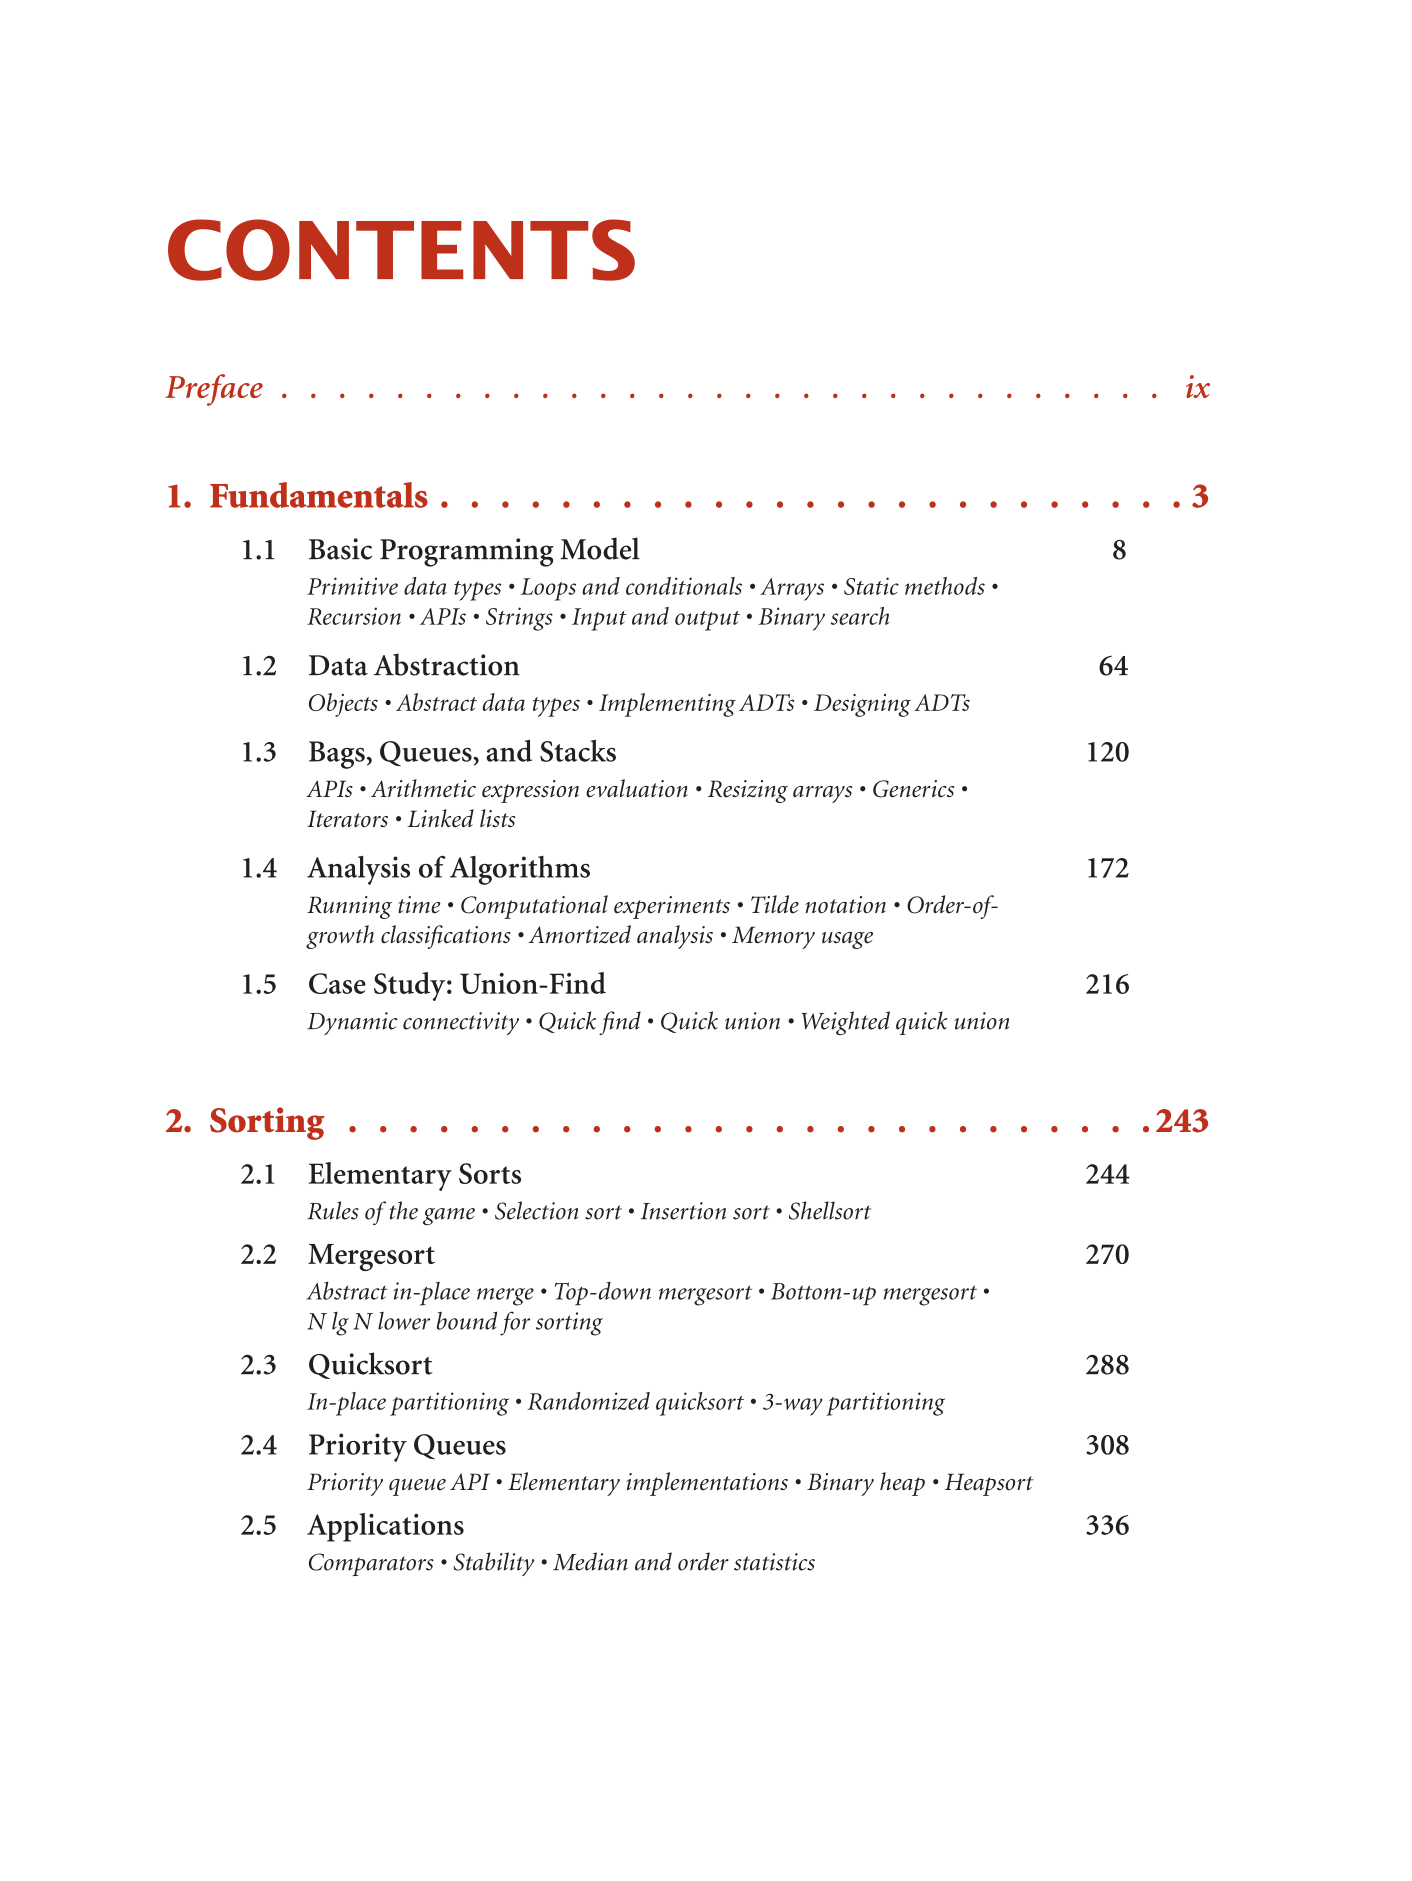 CONTENTS
Preface . . . . . . . . . . . . . . . . . . . . . . . . . . . . . . . ix
1. Fundamentals . . . . . . . . . . . . . . . . . . . . . . . . . 3
1.1 Basic Programming Model 8
Primitive data types • Loops and conditionals • Arrays • Static methods •
Recursion • APIs • Strings • Input and output • Binary search
1.2 Data Abstraction 64
Objects • Abstract data types • Implementing ADTs • Designing ADTs
1.3 Bags, Queues, and Stacks 120
APIs • Arithmetic expression evaluation • Resizing arrays • Generics •
Iterators • Linked lists
1.4 Analysis of Algorithms 172
Running time • Computational experiments • Tilde notation • Order-of-
growth classifications • Amortized analysis • Memory usage
1.5 Case Study: Union-Find 216
Dynamic connectivity • Quick find • Quick union • Weighted quick union
2. Sorting . . . . . . . . . . . . . . . . . . . . . . . . . . . 243
2.1 Elementary Sorts 244
Rules of the game • Selection sort • Insertion sort • Shellsort
2.2 Mergesort 270
Abstract in-place merge • Top-down mergesort • Bottom-up mergesort •
N lg N lower bound for sorting
2.3 Quicksort 288
In-place partitioning • Randomized quicksort • 3-way partitioning
2.4 Priority Queues 308
Priority queue API • Elementary implementations • Binary heap • Heapsort
2.5 Applications 336
Comparators • Stability • Median and order statistics